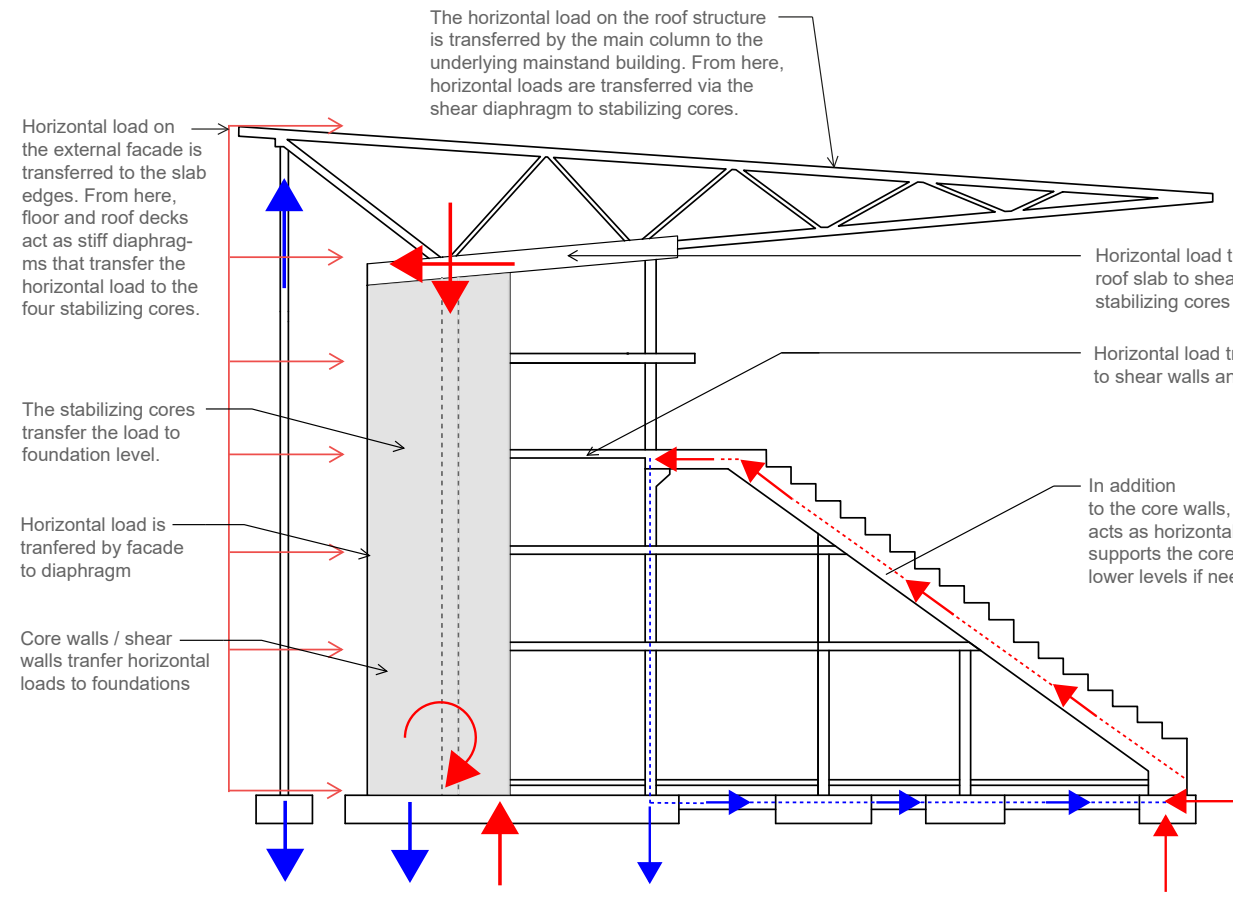 The horizontal load on the roof structure
is transferred by the main column to the
underlying mainstand building. From here,
horizontal loads are transferred via the
shear diaphragm to stabilizing cores.
Horizontal load on
the external facade is
transferred to the slab
edges. From here,
floor and roof decks
act as stiff diaphrag-
ms that transfer the
horizontal load to the
four stabilizing cores.
The stabilizing cores
transfer the load to
foundation level.
Horizontal load is
tranfered by facade
to diaphragm
Core walls / shear
walls tranfer horizontal
loads to foundations
Horizontal load
roof slab to
stabilizing cores
Horizontal load
to shear walls
In addition
to the core walls,
acts as
supports the
lower levels if